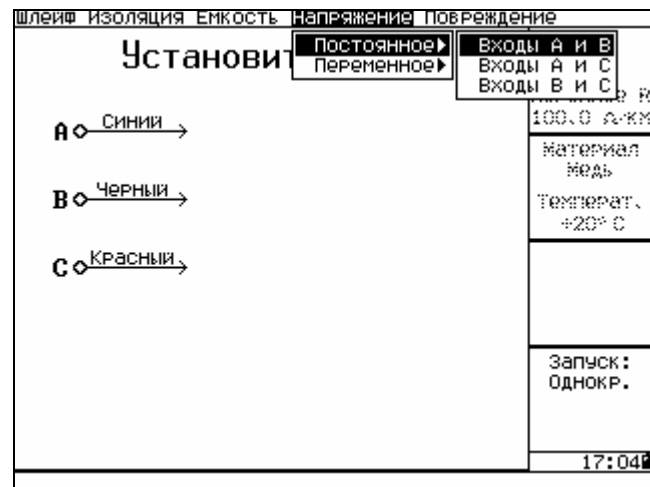 Шлейф Изоляция Емкость Напряжение Повреждение
Установит
Постоянное
Переменное
Входы А и В
Входы А и С
Входы В и С
100.0 Ω/км
А Синий
Материал
Медь
В Черный
Температ.
+20° С
С Красный
Запуск:
Однокр.
17:04